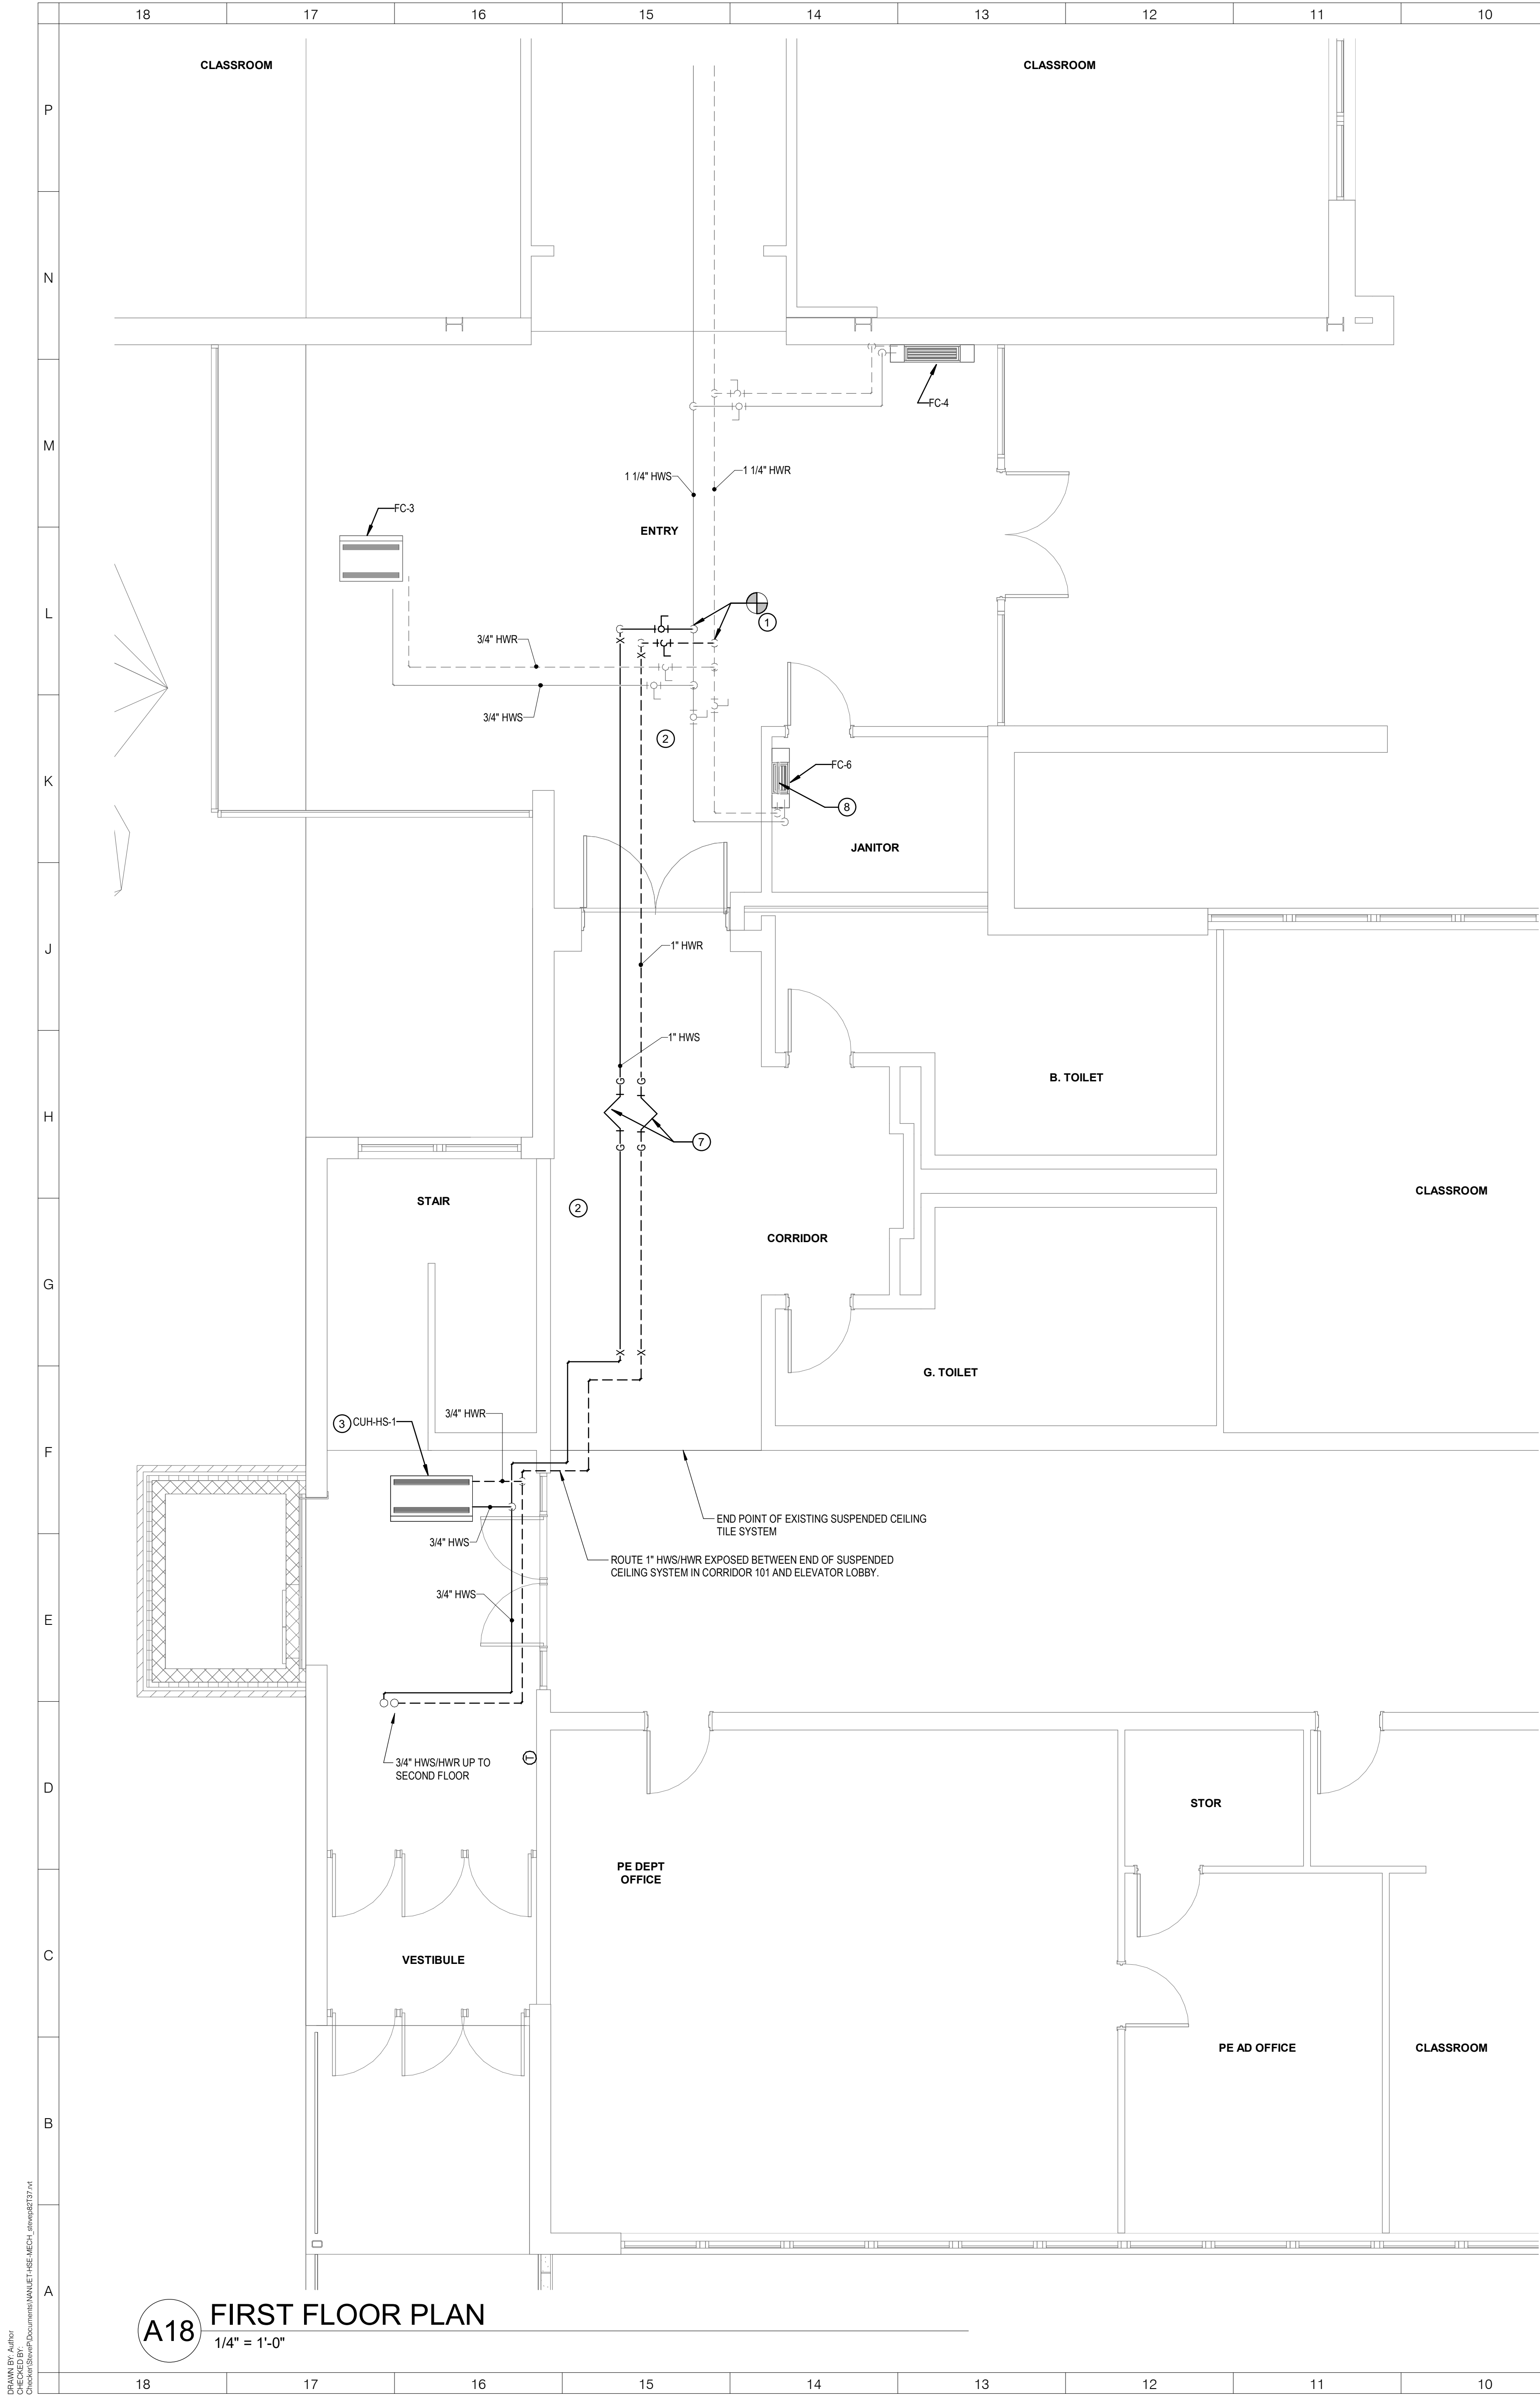 18 17 16 15 14 13 12 11 10
CLASSROOM
CLASSROOM
P
N
FC-4
M
1 1/4" HWS
1 1/4" HWR
FC-3
ENTRY
L
1
3/4" HWR
3/4" HWS
2
K
FC-6
8
JANITOR
J
1" HWR
1" HWS
G G
B. TOILET
H
7
G G
CLASSROOM
STAIR
2
CORRIDOR
G
G. TOILET
3 CUH-HS-1
3/4" HWR
F
END POINT OF EXISTING SUSPENDED CEILING
TILE SYSTEM
3/4" HWS
ROUTE 1" HWS/HWR EXPOSED BETWEEN END OF SUSPENDED
CEILING SYSTEM IN CORRIDOR 101 AND ELEVATOR LOBBY.
3/4" HWS
E
T
3/4" HWS/HWR UP TO
SECOND FLOOR
D
STOR
PE DEPT
OFFICE
C
VESTIBULE
PE AD OFFICE
CLASSROOM
B
A
A18
FIRST FLOOR PLAN
1/4" = 1'-0"
18 17 16 15 14 13 12 11 10
DRAWN BY: Author
CHECKED BY:
Checker\SteveP\Documents\NANUET-HSE-MECH_stevep82T37.rvt